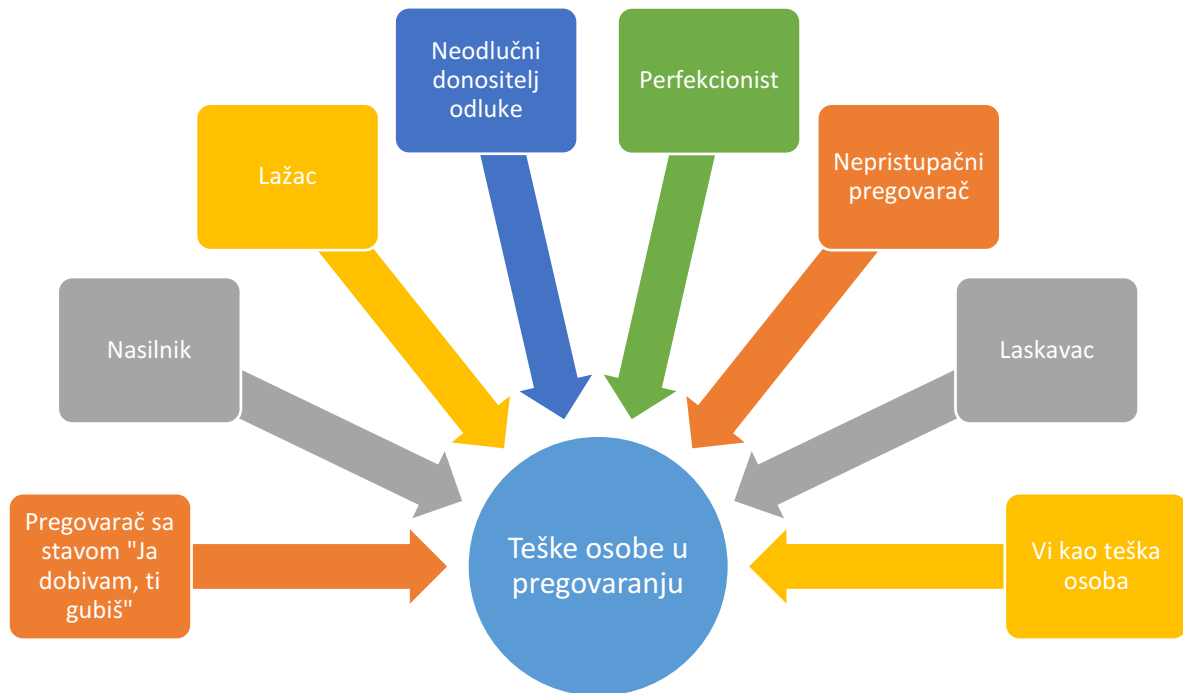 Neodlučni
donositelj
odluke
Perfekcionist
Lažac
Nepristupačni
pregovarač
Nasilnik
Laskavac
Pregovarač sa
stavom "Ja
dobivam, ti
gubiš"
Teške osobe u
pregovaranju
Vi kao teška
osoba